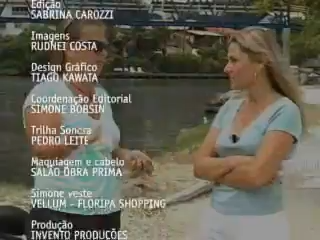 Edição
SABRINA CAROZZI
Imagens
RUDNEI COSTA
Design Gráfico
TIAGO KAWATA
Coordenação Editorial
SIMONE BOBSIN
Trilha Sonora
PEDRO LEITE
Maquiagem e cabelo
SALÃO OBRA PRIMA
Simone veste
VELLUM - FLORIPA SHOPPING
Produção
INVENTO PRODUÇÕES